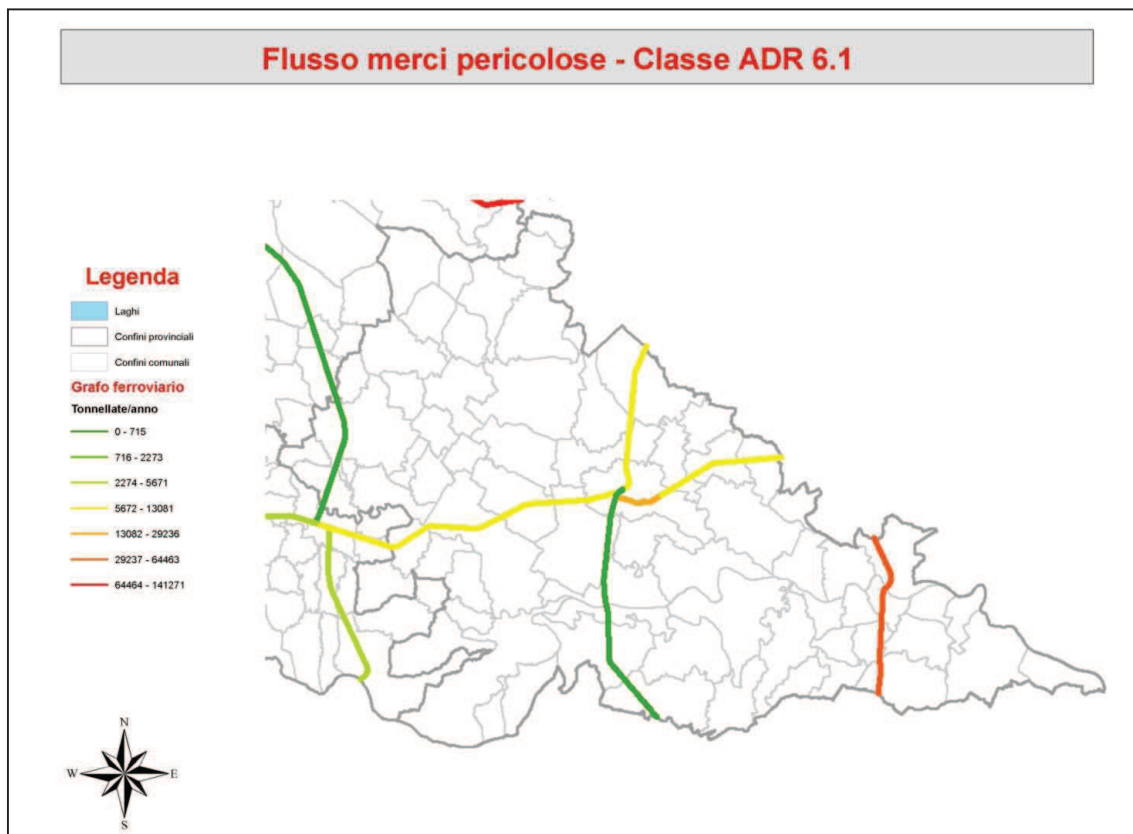 Flusso merci pericolose - Classe ADR 6.1
Legenda
Laghi
Confini provinciali
Confini comunali
Grafo ferroviario
Tonnellate/anno
0 - 715
716 - 2273
2274 - 5671
5672 - 13081
13082 - 29236
29237 - 64463
64464 - 141271
N
W E
S